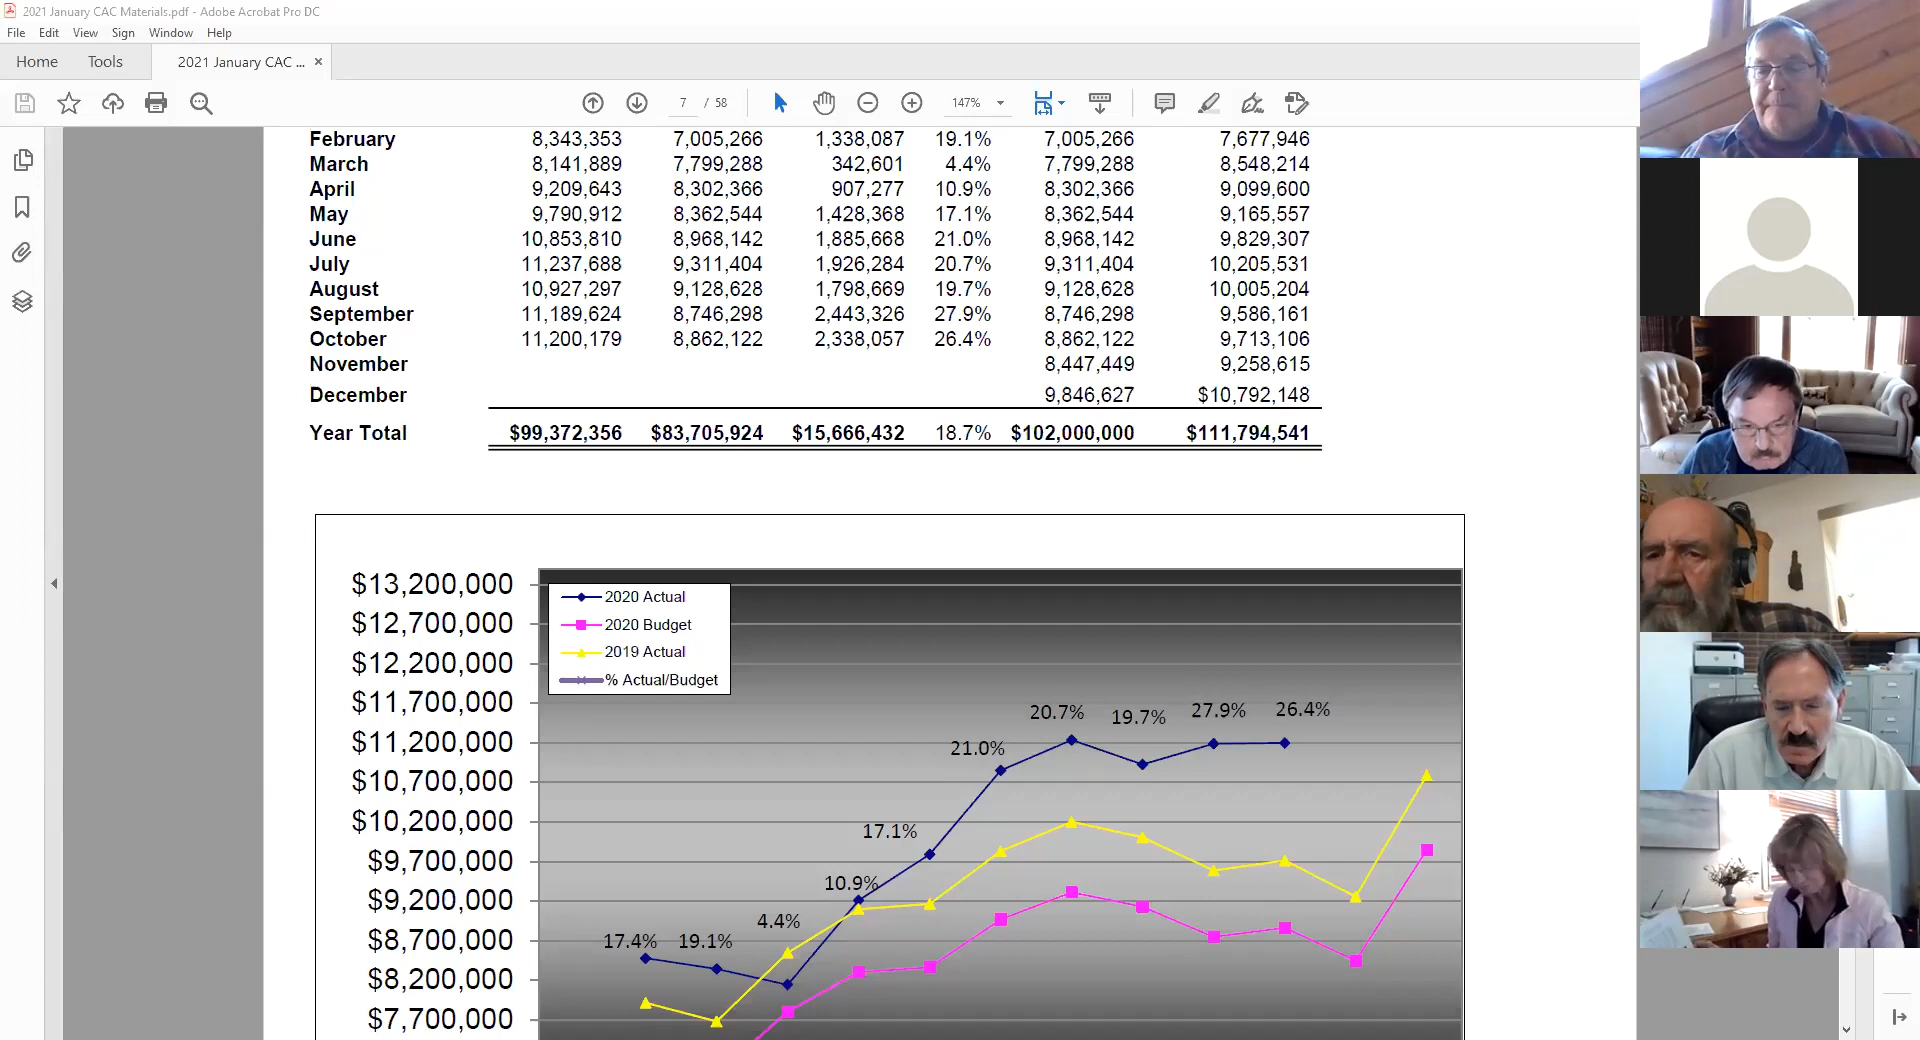 2021 January CAC Materials.pdf - Adobe Acrobat Pro DC
File Edit View Sign Window Help
Home Tools 2021 January CAC ... ×
7 / 58 147%
February 8,343,353 7,005,266 1,338,087 19.1% 7,005,266 7,677,946
March 8,141,889 7,799,288 342,601 4.4% 7,799,288 8,548,214
April 9,209,643 8,302,366 907,277 10.9% 8,302,366 9,099,600
May 9,790,912 8,362,544 1,428,368 17.1% 8,362,544 9,165,557
June 10,853,810 8,968,142 1,885,668 21.0% 8,968,142 9,829,307
July 11,237,688 9,311,404 1,926,284 20.7% 9,311,404 10,205,531
August 10,927,297 9,128,628 1,798,669 19.7% 9,128,628 10,005,204
September 11,189,624 8,746,298 2,443,326 27.9% 8,746,298 9,586,161
October 11,200,179 8,862,122 2,338,057 26.4% 8,862,122 9,713,106
November 8,447,449 9,258,615
December 9,846,627 $10,792,148
Year Total $99,372,356 $83,705,924 $15,666,432 18.7% $102,000,000 $111,794,541
$13,200,000
$12,700,000
$12,200,000
$11,700,000
$11,200,000
$10,700,000
$10,200,000
$9,700,000
$9,200,000
$8,700,000
$8,200,000
$7,700,000
2020 Actual
2020 Budget
2019 Actual
% Actual/Budget
17.4% 19.1% 4.4% 10.9% 17.1% 21.0% 20.7% 19.7% 27.9% 26.4%